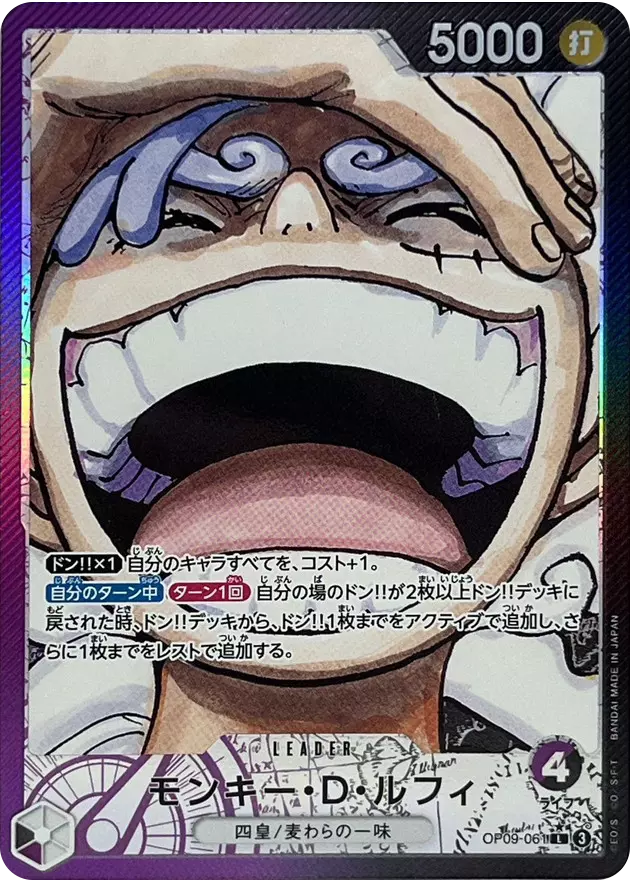 5000 打
ドン!!×1 自分のキャラすべてを、コスト+1。
自分のターン中 ターン1回 自分の場のドン!!が2枚以上ドン!!デッキに
戻された時、ドン!!デッキから、ドン!!1枚までをアクティブで追加し、さ
らに1枚までをレストで追加する。
LEADER
モンキー・D・ルフィ
4
ライフ
四皇/麦わらの一味
OP09-061 L 3
©E.O/S. ©.O, S.F.T BANDAI MADE IN JAPAN